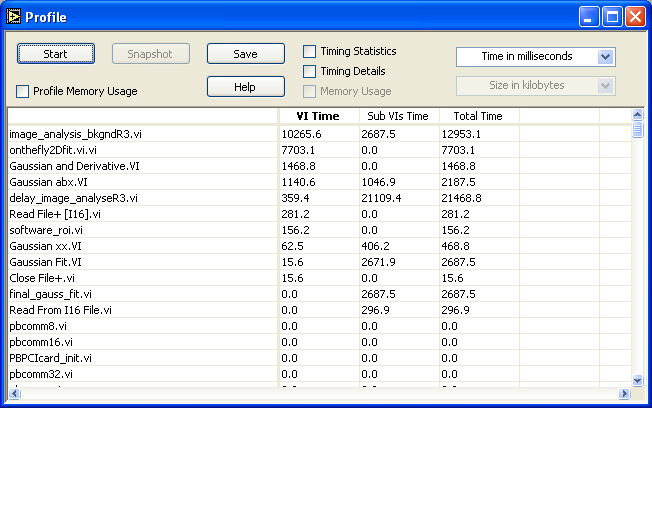 Profile
Start Snapshot Save Timing Statistics Time in milliseconds
Timing Details
Profile Memory Usage Help Memory Usage Size in kilobytes
VI Time Sub VIs Time Total Time
image_analysis_bkgndR3.vi 10265.6 2687.5 12953.1
onthefly2Dfit.vi.vi 7703.1 0.0 7703.1
Gaussian and Derivative.VI 1468.8 0.0 1468.8
Gaussian abx.VI 1140.6 1046.9 2187.5
delay_image_analyseR3.vi 359.4 21109.4 21468.8
Read File+ [I16].vi 281.2 0.0 281.2
software_roi.vi 156.2 0.0 156.2
Gaussian xx.VI 62.5 406.2 468.8
Gaussian Fit.VI 15.6 2671.9 2687.5
Close File+.vi 15.6 0.0 15.6
final_gauss_fit.vi 0.0 2687.5 2687.5
Read From I16 File.vi 0.0 296.9 296.9
pbcomm8.vi 0.0 0.0 0.0
pbcomm16.vi 0.0 0.0 0.0
PBPCIcard_init.vi 0.0 0.0 0.0
pbcomm32.vi 0.0 0.0 0.0